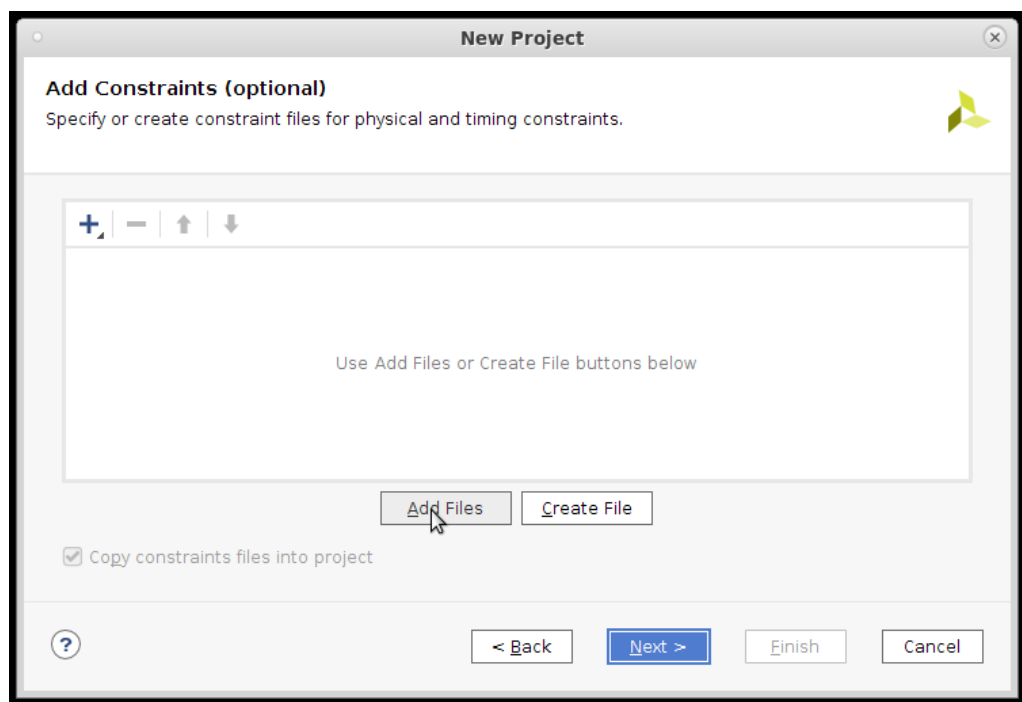 New Project
Add Constraints (optional)
Specify or create constraint files for physical and timing constraints.
Use Add Files or Create File buttons below
Add Files Create File
Copy constraints files into project
? < Back Next > Finish Cancel